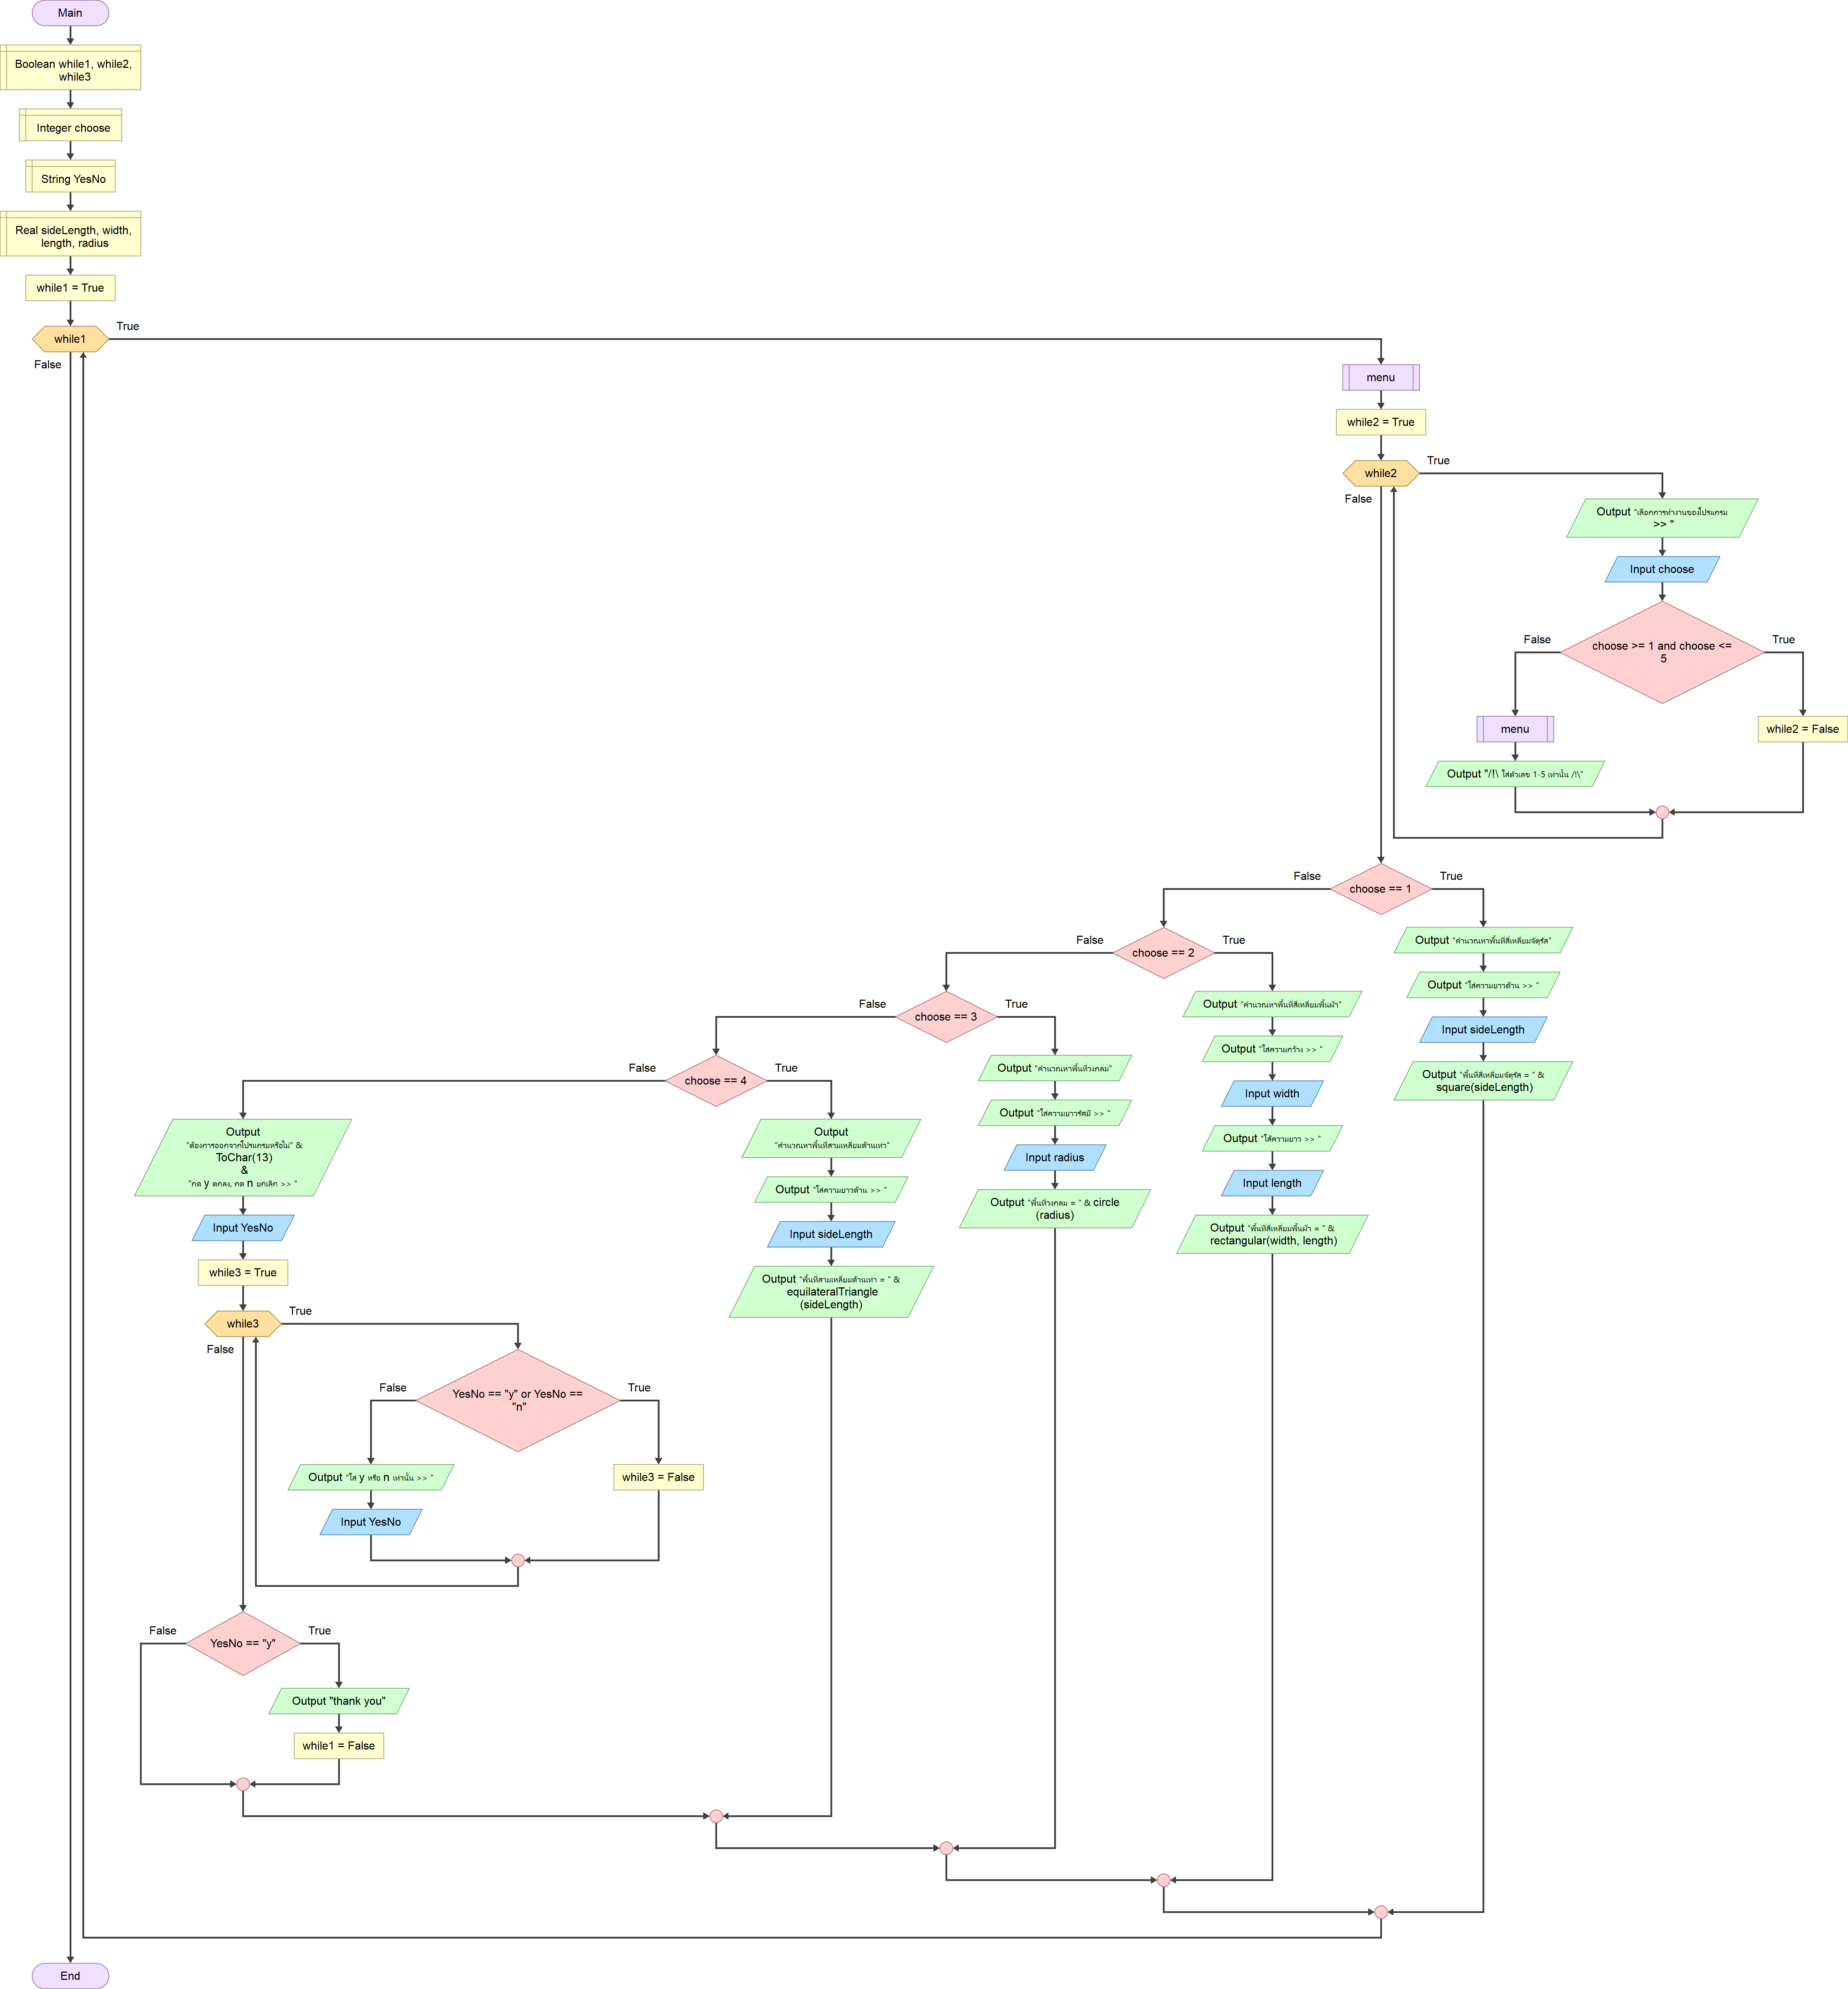 Main
Boolean while1, while2,
while3
Integer choose
String YesNo
Real sideLength, width,
length, radius
while1 = True
while1
True
False
menu
while2 = True
while2
True
False
Output "เลือกการทำงานของโปรแกรม
>> "
Input choose
choose >= 1 and choose <=
5
False
True
menu
Output "/!\ ใส่ตัวเลข 1-5 เท่านั้น /!\"
while2 = False
choose == 1
False
True
Output "คำนวณหาพื้นที่สี่เหลี่ยมจัตุรัส"
Output "ใส่ความยาวด้าน >> "
Input sideLength
Output "พื้นที่สี่เหลี่ยมจัตุรัส = " &
square(sideLength)
choose == 2
False
True
Output "คำนวณหาพื้นที่สี่เหลี่ยมผืนผ้า"
Output "ใส่ความกว้าง >> "
Input width
Output "ใส่ความยาว >> "
Input length
Output "พื้นที่สี่เหลี่ยมผืนผ้า = " &
rectangular(width, length)
choose == 3
False
True
Output "คำนวณหาพื้นที่วงกลม"
Output "ใส่ความยาวรัศมี >> "
Input radius
Output "พื้นที่วงกลม = " & circle
(radius)
choose == 4
False
True
Output
"คำนวณหาพื้นที่สามเหลี่ยมด้านเท่า"
Output "ใส่ความยาวด้าน >> "
Input sideLength
Output "พื้นที่สามเหลี่ยมด้านเท่า = " &
equilateralTriangle
(sideLength)
Output
"ต้องการออกจากโปรแกรมหรือไม่" &
ToChar(13)
&
"กด y ตกลง, กด n ยกเลิก >> "
Input YesNo
while3 = True
while3
True
False
YesNo == "y" or YesNo ==
"n"
False
True
Output "ใส่ y หรือ n เท่านั้น >> "
Input YesNo
while3 = False
YesNo == "y"
False
True
Output "thank you"
while1 = False
End